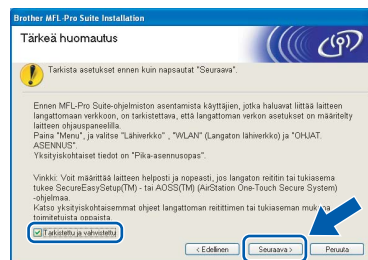 Brother MFL-Pro Suite Installation
Tärkeä huomautus
Tarkista asetukset ennen kuin napsautat "Seuraava".
Ennen MFL-Pro Suite-ohjelmiston asentamista käyttäjien, jotka haluavat liittää laitteen
langattomaan verkkoon, on tarkistettava, että langattoman verkon asetukset on määritelty
laitteen ohjauspaneelilla.
Paina "Menu", ja valitse "Lähiverkko" , "WLAN" (Langaton lähiverkko) ja "OHJAT.
ASENNUS".
Yksityiskohtaiset tiedot on "Pika-asennusopas".
Vinkki: Voit määrittää laitteen helposti ja nopeasti, jos langaton reititin tai tukiasema
tukee SecureEasySetup(TM) - tai AOSS(TM) (AirStation One-Touch Secure System)
-ohjelmaa.
Katso yksityiskohtaisemmat ohjeet langattoman reitittimen tai tukiaseman mukana
toimitetuista oppaista.
Tarkistettu ja vahvistettu
< Edellinen Seuraava > Peruuta